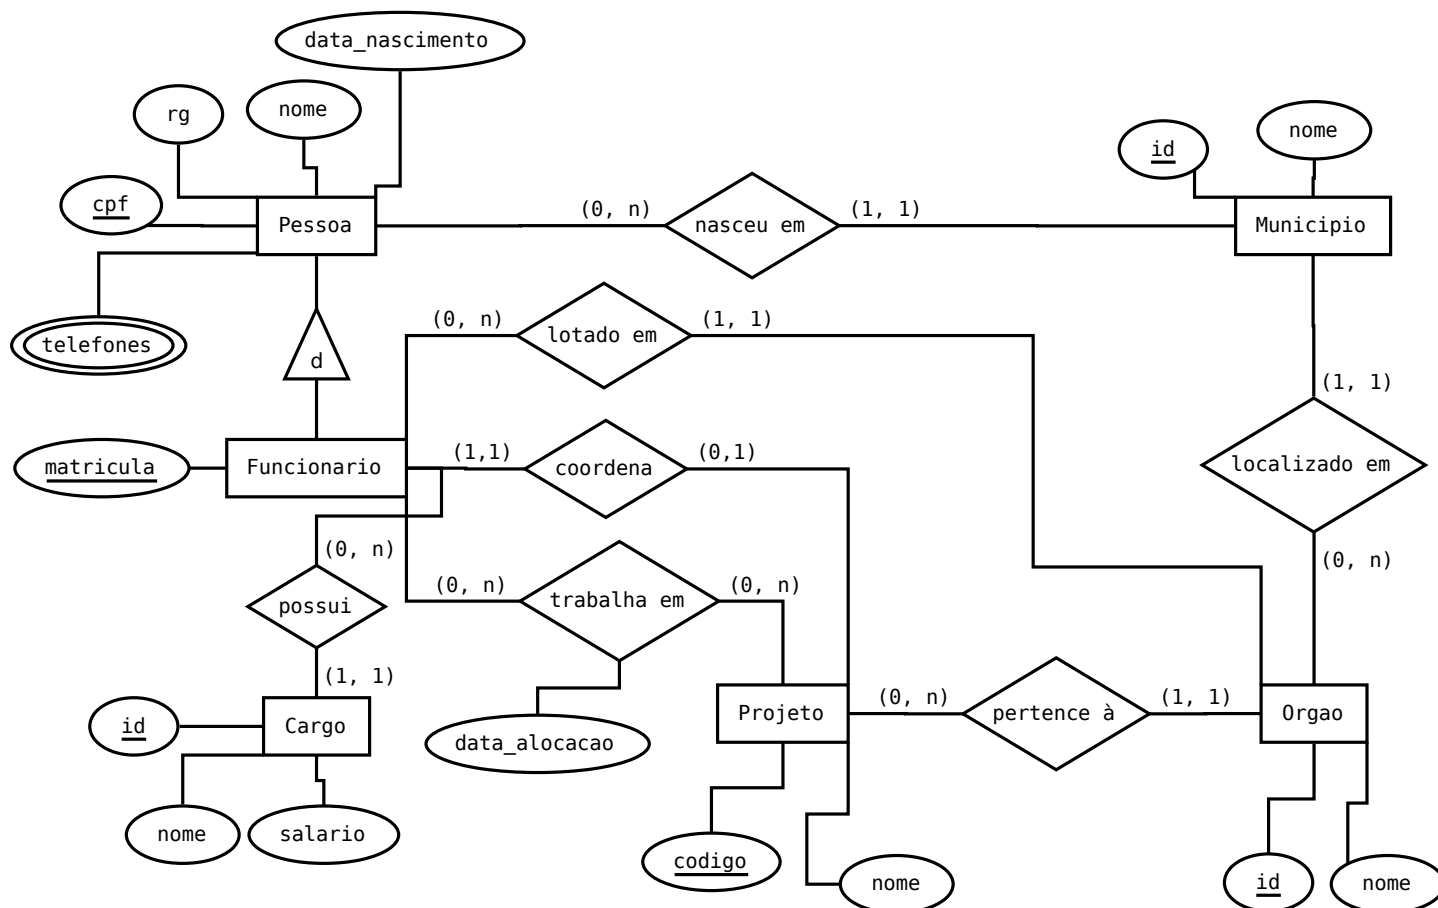 data_nascimento
rg
nome
cpf
Pessoa
telefones
d
(0, n)
nasceu em
(1, 1)
id
nome
Municipio
(0, n)
lotado em
(1, 1)
(1, 1)
localizado em
(0, n)
matricula
Funcionario
(1,1)
coordena
(0,1)
(0, n)
possui
(1, 1)
(0, n)
trabalha em
(0, n)
data_alocacao
id
Cargo
nome
salario
Projeto
(0, n)
pertence à
(1, 1)
Orgao
codigo
nome
id
nome